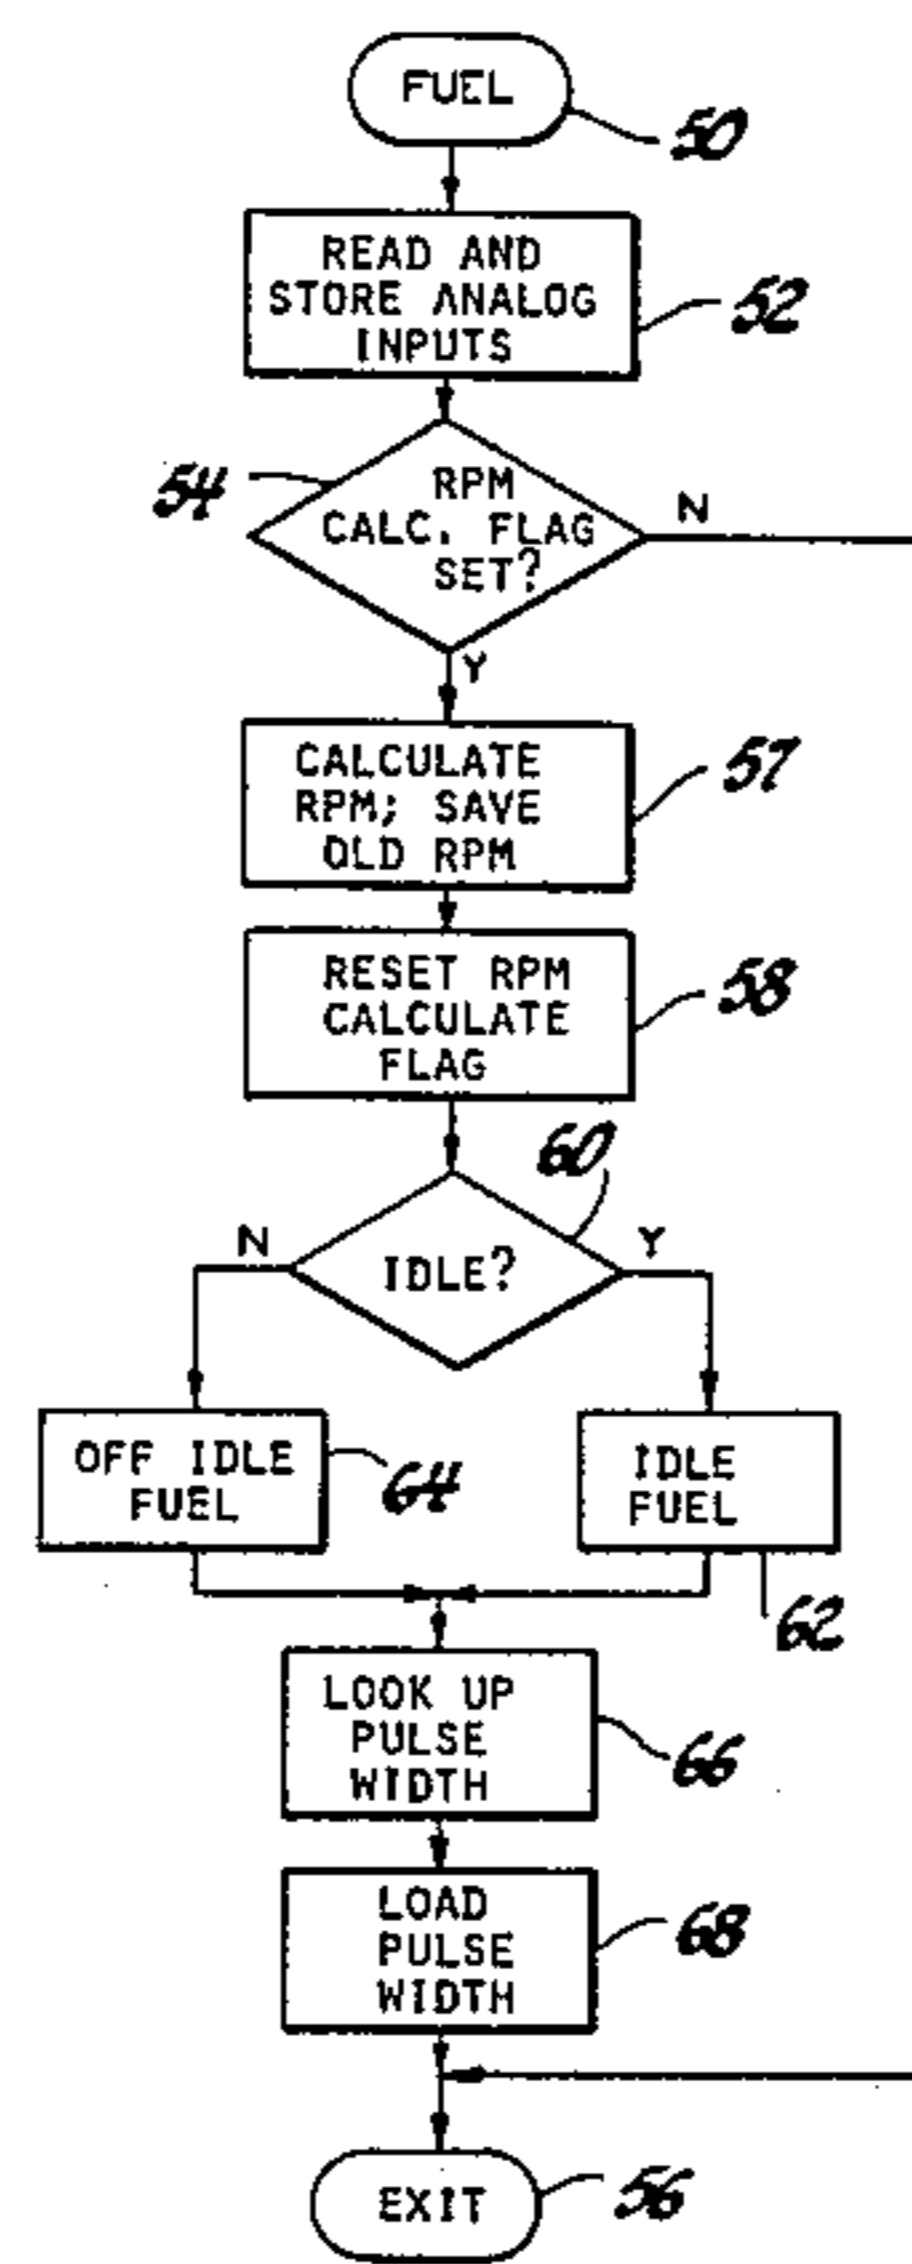 FUEL
50
READ AND
STORE ANALOG
INPUTS
52
54
RPM
CALC. FLAG
SET?
N
Y
CALCULATE
RPM; SAVE
OLD RPM
57
RESET RPM
CALCULATE
FLAG
58
60
N
IDLE?
Y
OFF IDLE
FUEL
64
IDLE
FUEL
62
LOOK UP
PULSE
WIDTH
66
LOAD
PULSE
WIDTH
68
EXIT
56